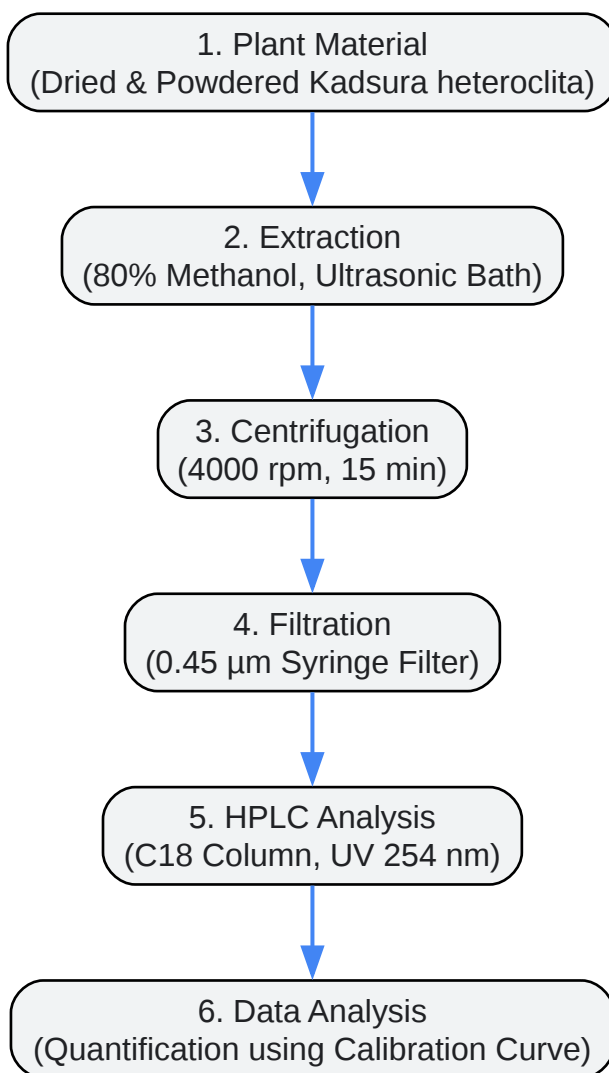 1. Plant Material
(Dried & Powdered Kadsura heteroclita)
2. Extraction
(80% Methanol, Ultrasonic Bath)
3. Centrifugation
(4000 rpm, 15 min)
4. Filtration
(0.45 µm Syringe Filter)
5. HPLC Analysis
(C18 Column, UV 254 nm)
6. Data Analysis
(Quantification using Calibration Curve)